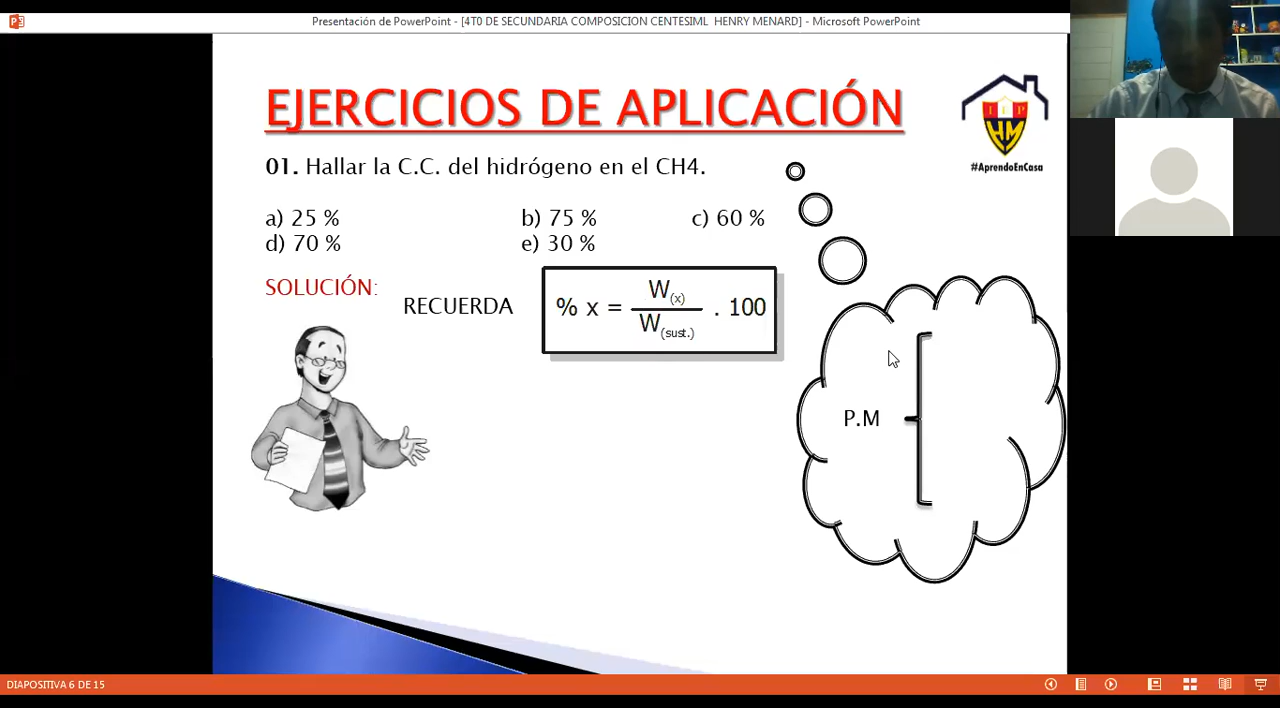 Presentación de PowerPoint - [4T0 DE SECUNDARIA COMPOSICION CENTESIML HENRY MENARD] - Microsoft PowerPoint
EJERCICIOS DE APLICACIÓN
I I P
HM
#AprendoEnCasa
01. Hallar la C.C. del hidrógeno en el CH4.
a) 25 % b) 75 % c) 60 %
d) 70 % e) 30 %
SOLUCIÓN:
RECUERDA
% x = W(x) / W(sust.) . 100
P.M
DIAPOSITIVA 6 DE 15